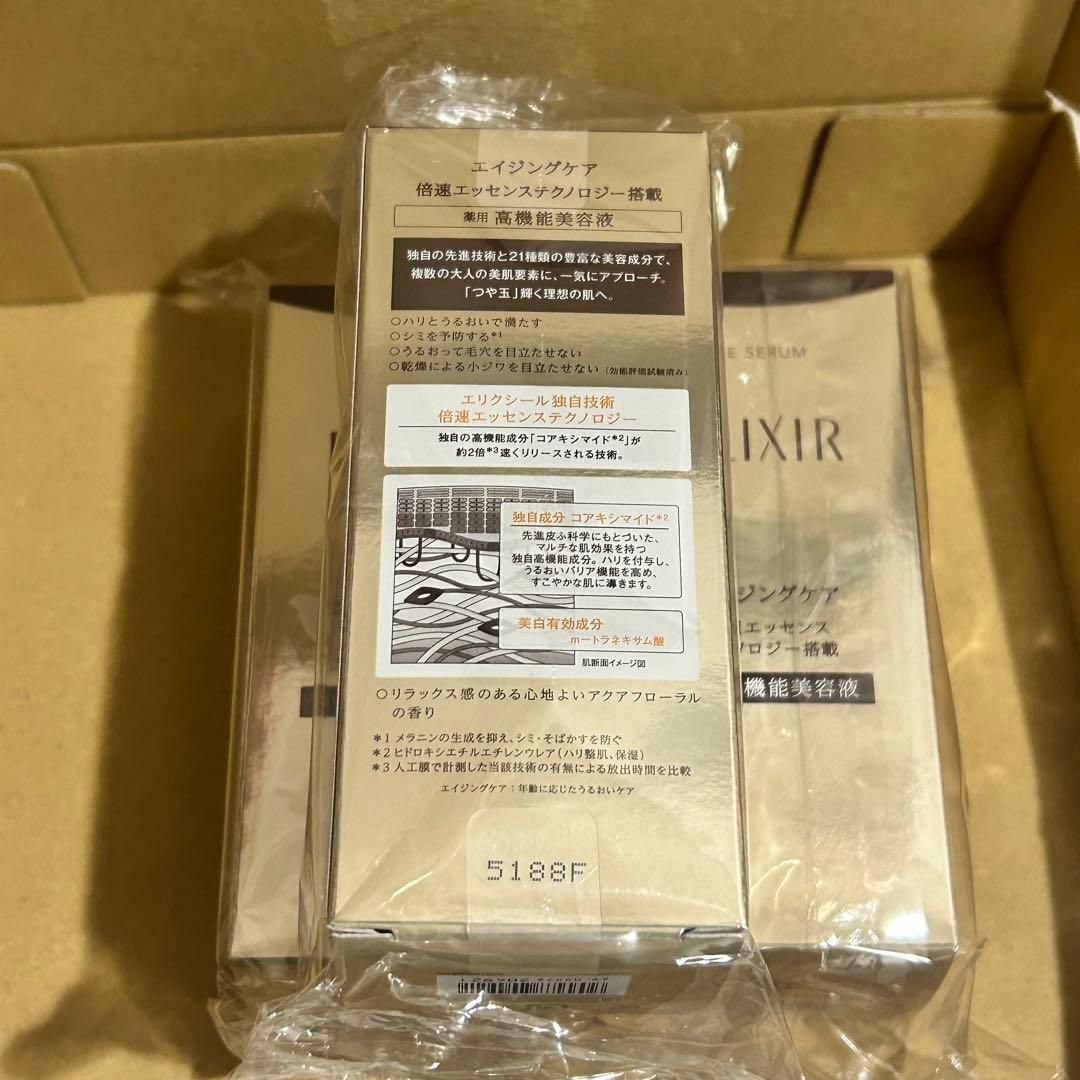 エイジングケア
倍速エッセンステクノロジー搭載
薬用 高機能美容液
独自の先進技術と21種類の豊富な美容成分で、
複数の大人の美肌要素に、一気にアプローチ。
「つや玉」輝く理想の肌へ。
○ハリとうるおいで満たす
○シミを予防する*1
○うるおって毛穴を目立たせない
○乾燥による小ジワを目立たせない（効能評価試験済み）
エリクシール独自技術
倍速エッセンステクノロジー
独自の高機能成分「コアキシマイド*2」が
約2倍*3速くリリースされる技術。
独自成分 コアキシマイド*2
先進皮ふ科学にもとづいた、
マルチな肌効果を持つ
独自高機能成分。ハリを付与し、
うるおいバリア機能を高め、
すこやかな肌に導きます。
美白有効成分
m－トラネキサム酸
肌断面イメージ図
○リラックス感のある心地よいアクアフローラル
の香り
*1 メラニンの生成を抑え、シミ・そばかすを防ぐ
*2 ヒドロキシエチルエチレンウレア（ハリ整肌、保湿）
*3 人工膜で計測した当該技術の有無による放出時間を比較
エイジングケア：年齢に応じたうるおいケア
5188F
E SERUM
LIXIR
ジングケア
エッセンス
ノロジー搭載
機能美容液